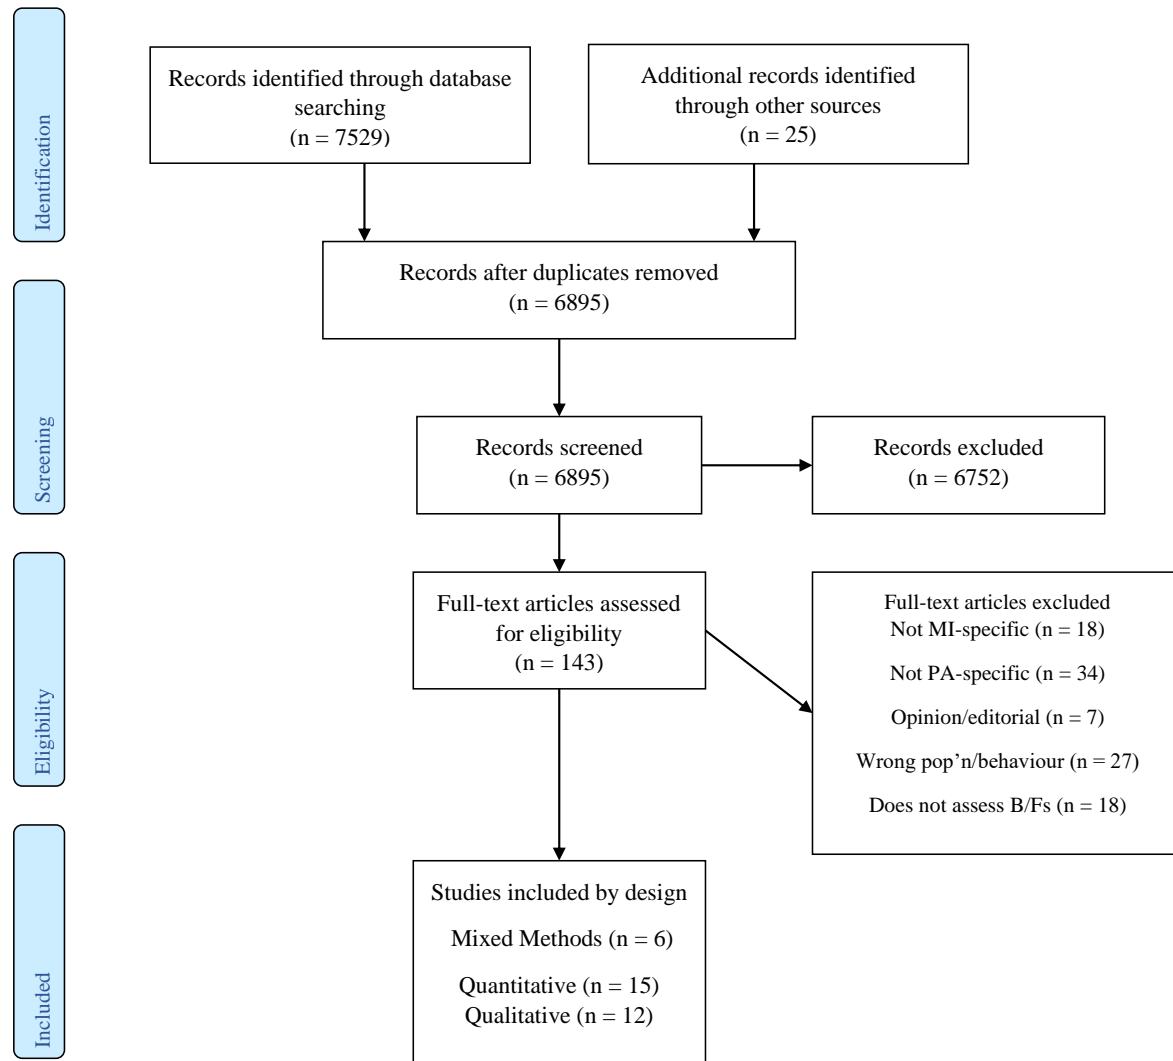 Identification
Records identified through database
searching
(n = 7529)
Additional records identified
through other sources
(n = 25)
Records after duplicates removed
(n = 6895)
Screening
Records screened
(n = 6895)
Records excluded
(n = 6752)
Eligibility
Full-text articles assessed
for eligibility
(n = 143)
Full-text articles excluded
Not MI-specific (n = 18)
Not PA-specific (n = 34)
Opinion/editorial (n = 7)
Wrong pop’n/behaviour (n = 27)
Does not assess B/Fs (n = 18)
Included
Studies included by design
Mixed Methods (n = 6)
Quantitative (n = 15)
Qualitative (n = 12)